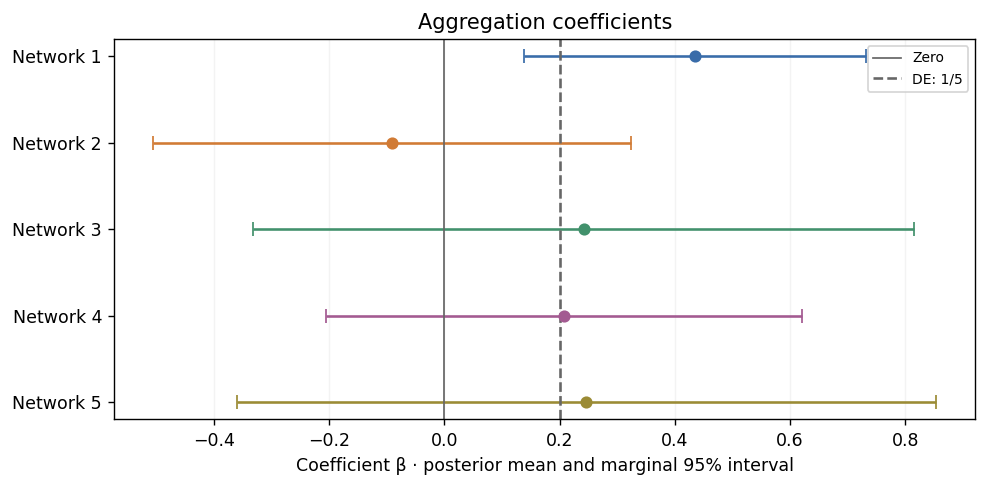 Aggregation coefficients
Network 1
Network 2
Network 3
Network 4
Network 5
Zero
DE: 1/5
−0.4 −0.2 0.0 0.2 0.4 0.6 0.8
Coefficient β · posterior mean and marginal 95% interval